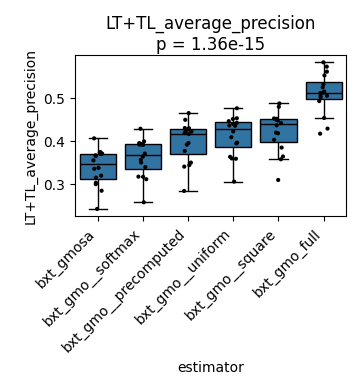 LT+TL_average_precision
p = 1.36e-15
LT+TL_average_precision
0.5
0.4
0.3
bxt_gmosa
bxt_gmo__softmax
bxt_gmo__precomputed
bxt_gmo__uniform
bxt_gmo__square
bxt_gmo_full
estimator